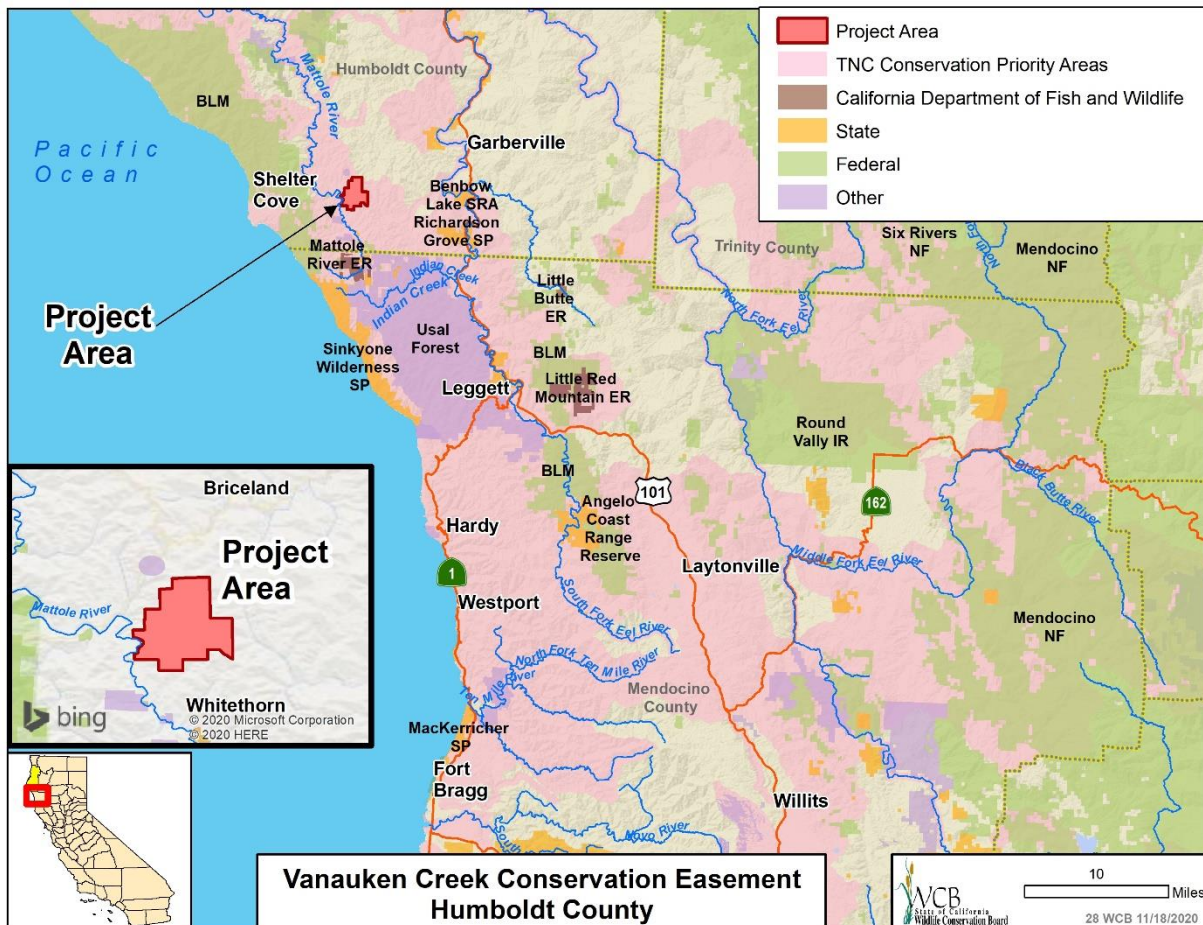 Project Area
TNC Conservation Priority Areas
California Department of Fish and Wildlife
State
Federal
Other
Humboldt County
BLM
Mattole River
Pacific
Ocean
Garberville
Shelter
Cove
Benbow
Lake SRA
Richardson
Grove SP
Mattole
River ER
Project
Area
Indian Creek
Indian Creek
Little
Butte
ER
Usal
Forest
Sinkyone
Wilderness
SP
BLM
Little Red
Mountain ER
Leggett
Trinity County
Six Rivers
NF
North
Mendocino
NF
North Fork Eel River
Round
Vally IR
BLM
101
162
Black Butte River
Angelo
Coast
Range
Reserve
Hardy
1
Westport
Laytonville
Middle Fork Eel River
South Fork Eel River
North Fork Ten Mile River
Ten Mile River
Mendocino
County
Mendocino
NF
MacKerricher
SP
Fort
Bragg
Willits
Noyo River
South
Briceland
Project
Area
Mattole River
Whitethorn
bing
© 2020 Microsoft Corporation
© 2020 HERE
Vanauken Creek Conservation Easement
Humboldt County
WCB
State of California
Wildlife Conservation Board
10
Miles
28 WCB 11/18/2020